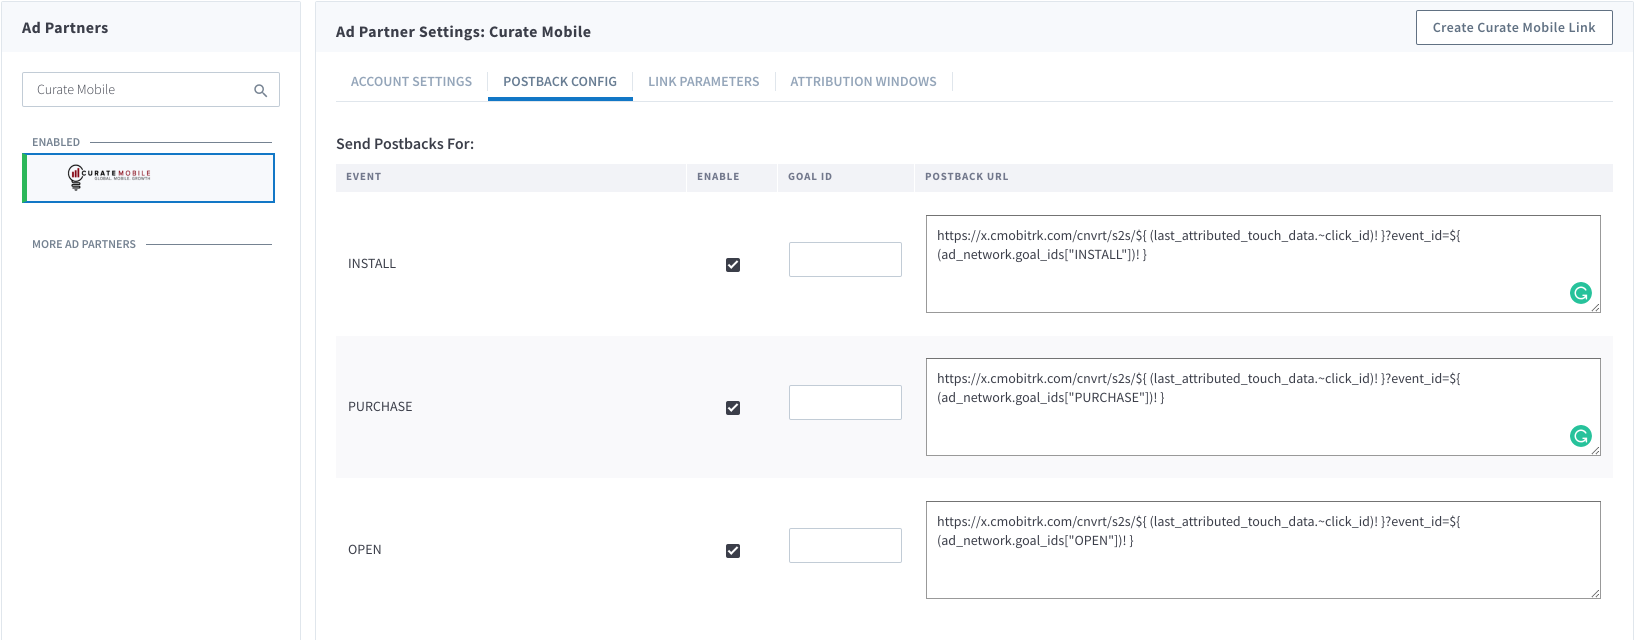 Ad Partners
Curate Mobile
ENABLED
CURATE MOBILE
GLOBAL MOBILE GROWTH
MORE AD PARTNERS
Ad Partner Settings: Curate Mobile
Create Curate Mobile Link
ACCOUNT SETTINGS
POSTBACK CONFIG
LINK PARAMETERS
ATTRIBUTION WINDOWS
Send Postbacks For:
EVENT ENABLE GOAL ID POSTBACK URL
INSTALL
https://x.cmobitrk.com/cnvrt/s2s/${ (last_attributed_touch_data.~click_id)! }?event_id=${
(ad_network.goal_ids["INSTALL"])! }
PURCHASE
https://x.cmobitrk.com/cnvrt/s2s/${ (last_attributed_touch_data.~click_id)! }?event_id=${
(ad_network.goal_ids["PURCHASE"])! }
OPEN
https://x.cmobitrk.com/cnvrt/s2s/${ (last_attributed_touch_data.~click_id)! }?event_id=${
(ad_network.goal_ids["OPEN"])! }